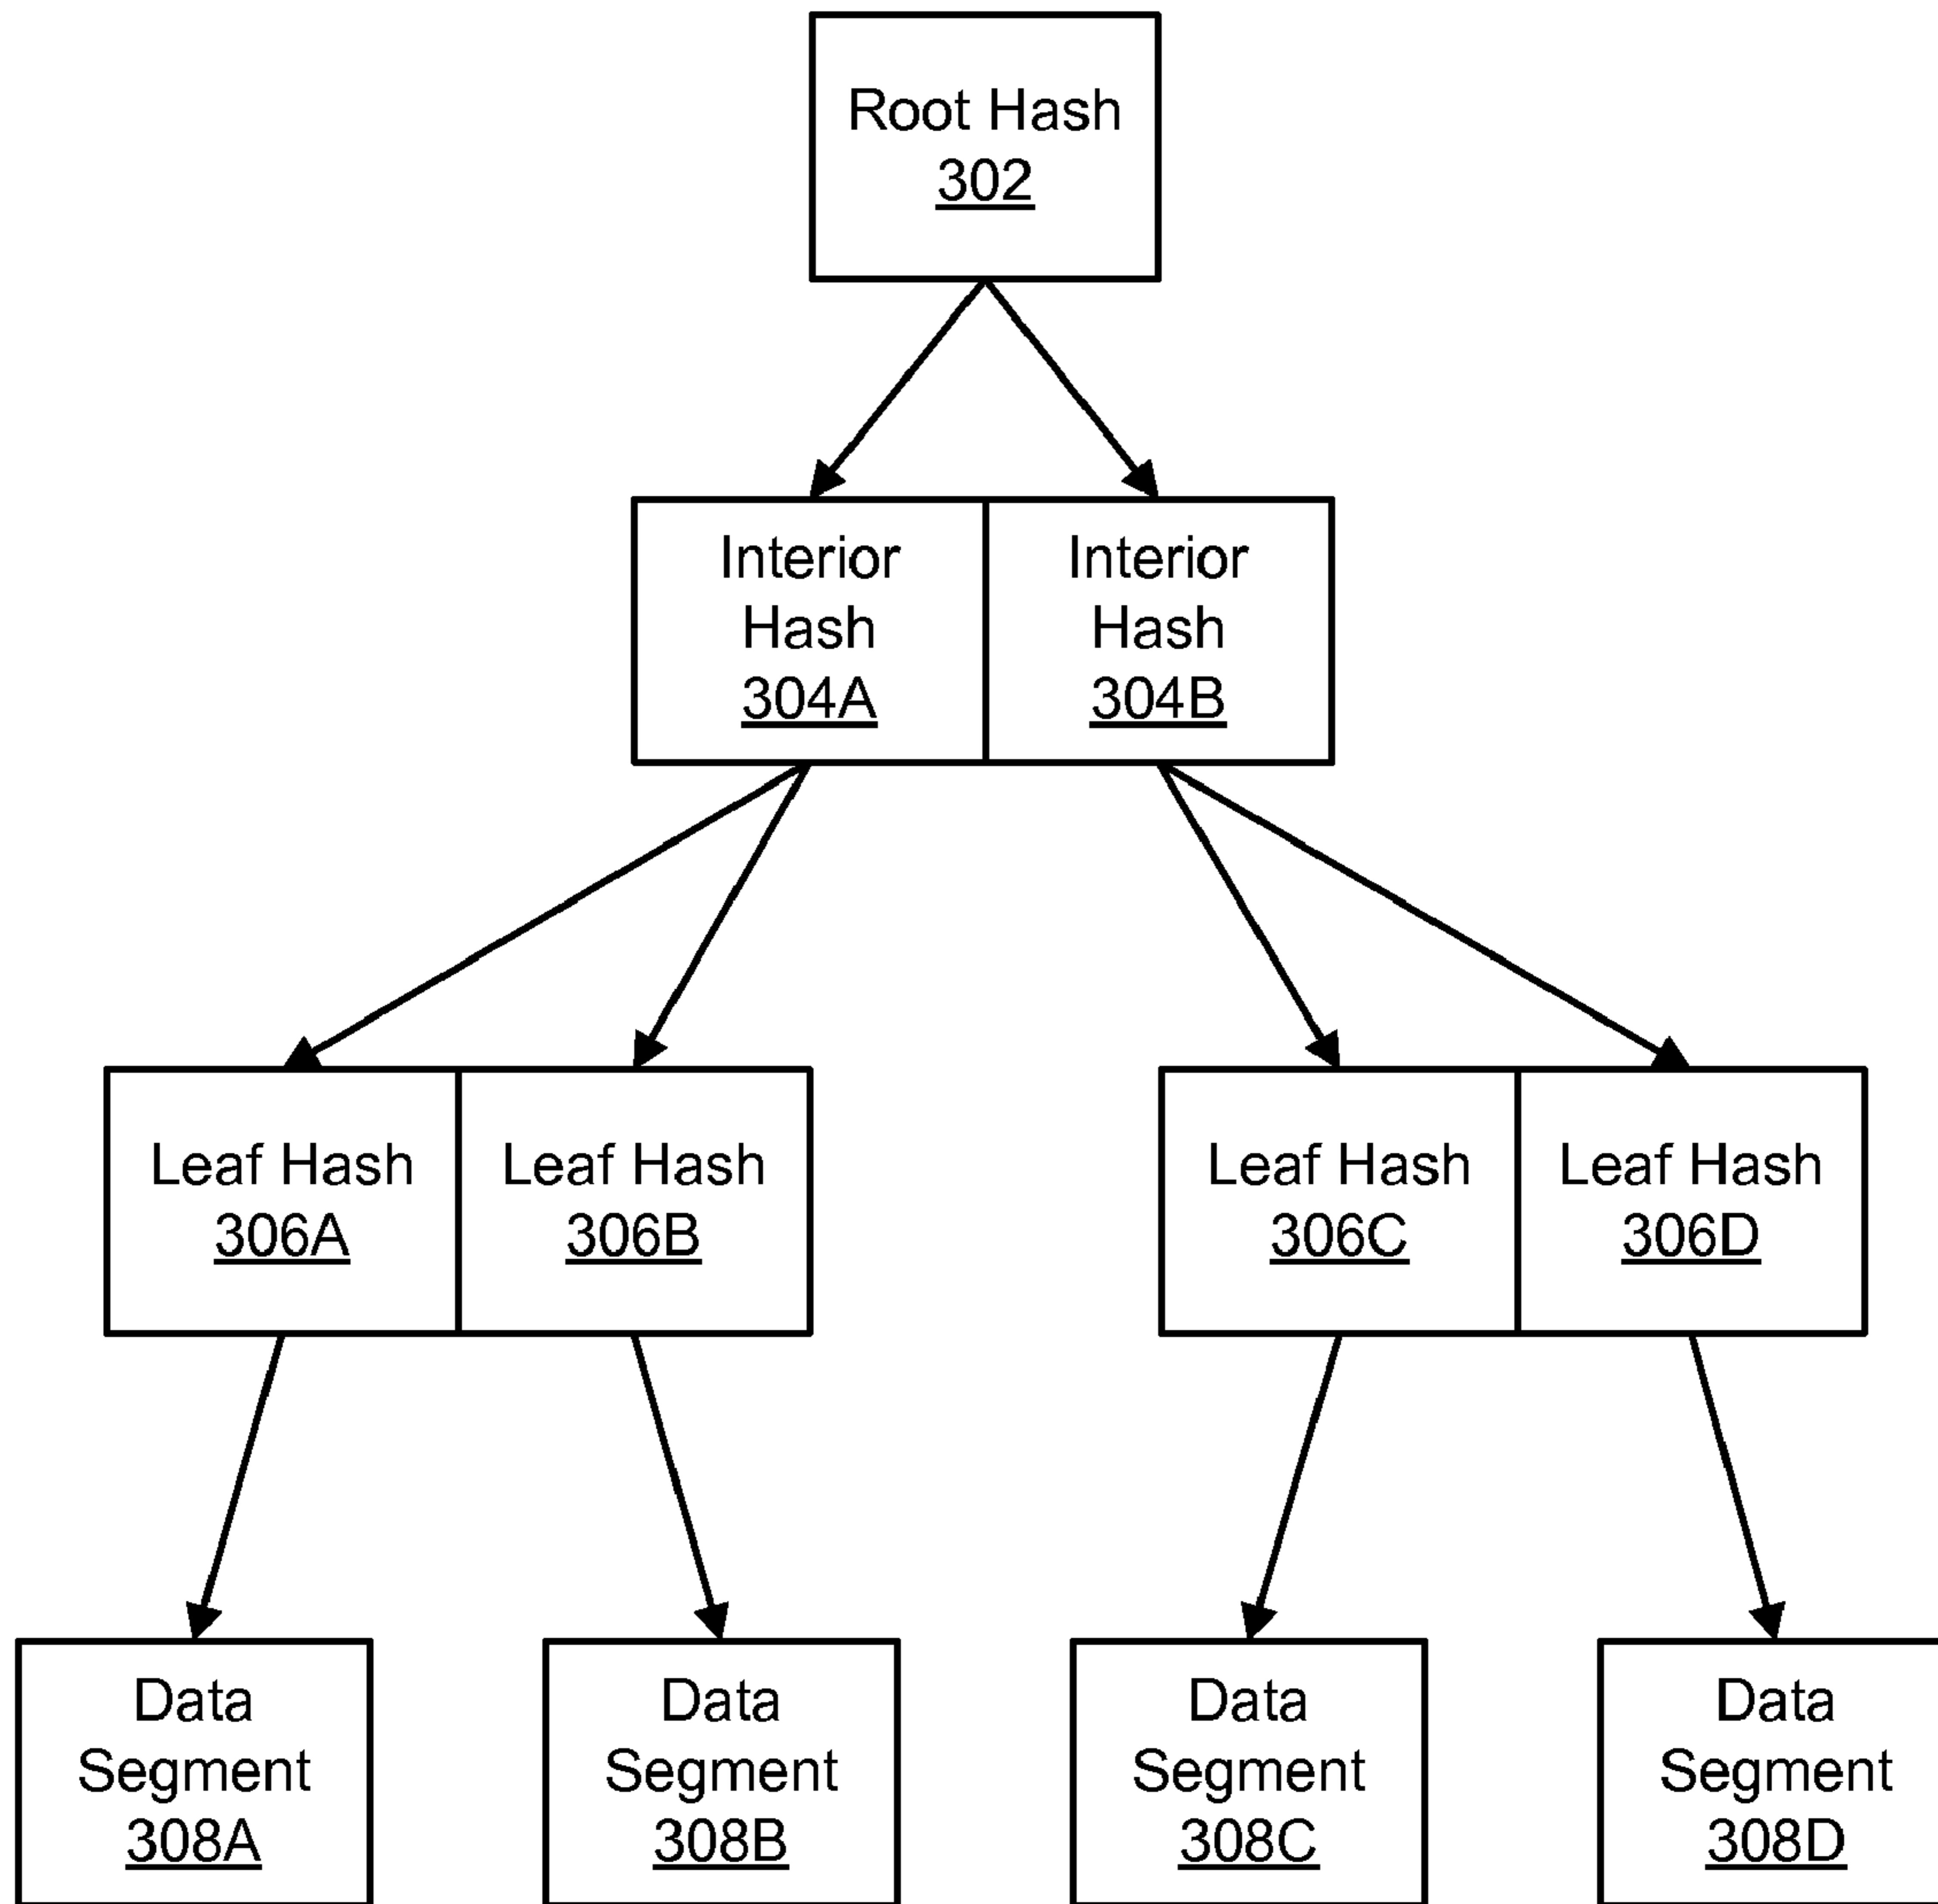 Root Hash
302
Interior
Hash
304A
Interior
Hash
304B
Leaf Hash
306A
Leaf Hash
306B
Leaf Hash
306C
Leaf Hash
306D
Data
Segment
308A
Data
Segment
308B
Data
Segment
308C
Data
Segment
308D